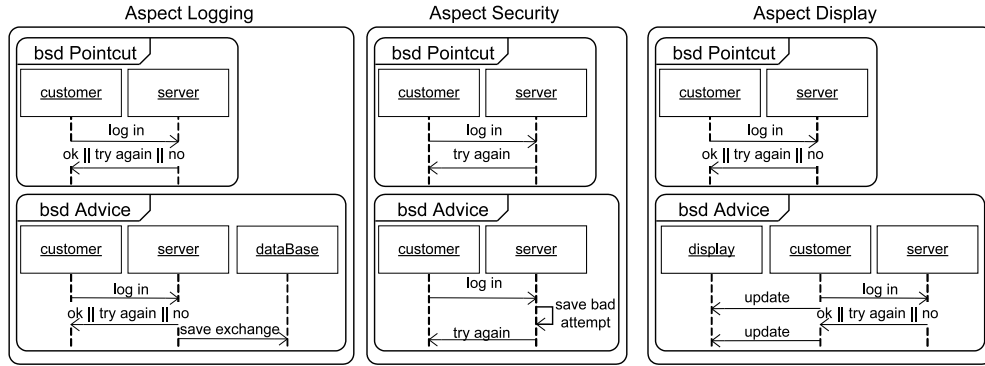 Aspect Logging
bsd Pointcut
customer server
log in
ok || try again || no
bsd Advice
customer server dataBase
log in
ok || try again || no
save exchange
Aspect Security
bsd Pointcut
customer server
log in
try again
bsd Advice
customer server
log in
save bad
attempt
try again
Aspect Display
bsd Pointcut
customer server
log in
ok || try again || no
bsd Advice
display customer server
log in
update
ok || try again || no
update